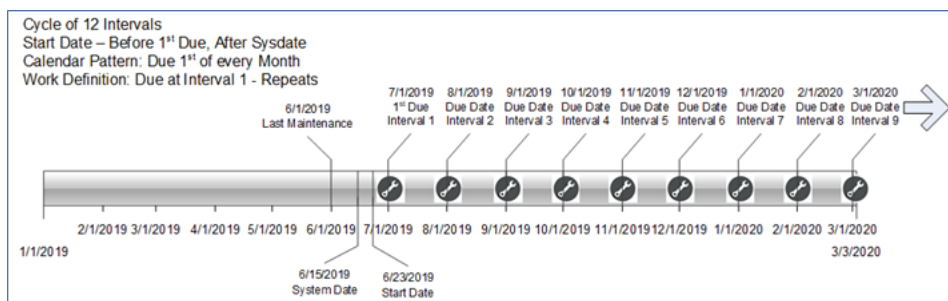 Cycle of 12 Intervals
Start Date – Before 1st Due, After Sysdate
Calendar Pattern: Due 1st of every Month
Work Definition: Due at Interval 1 - Repeats
6/1/2019
Last Maintenance
7/1/2019
1st Due
Interval 1
8/1/2019
Due Date
Interval 2
9/1/2019
Due Date
Interval 3
10/1/2019
Due Date
Interval 4
11/1/2019
Due Date
Interval 5
12/1/2019
Due Date
Interval 6
1/1/2020
Due Date
Interval 7
2/1/2020
Due Date
Interval 8
3/1/2020
Due Date
Interval 9
2/1/2019
3/1/2019
4/1/2019
5/1/2019
6/1/2019
7/1/2019
8/1/2019
9/1/2019
10/1/2019
11/1/2019
12/1/2019
1/1/2020
2/1/2020
3/1/2020
1/1/2019
3/3/2020
6/15/2019
System Date
6/23/2019
Start Date